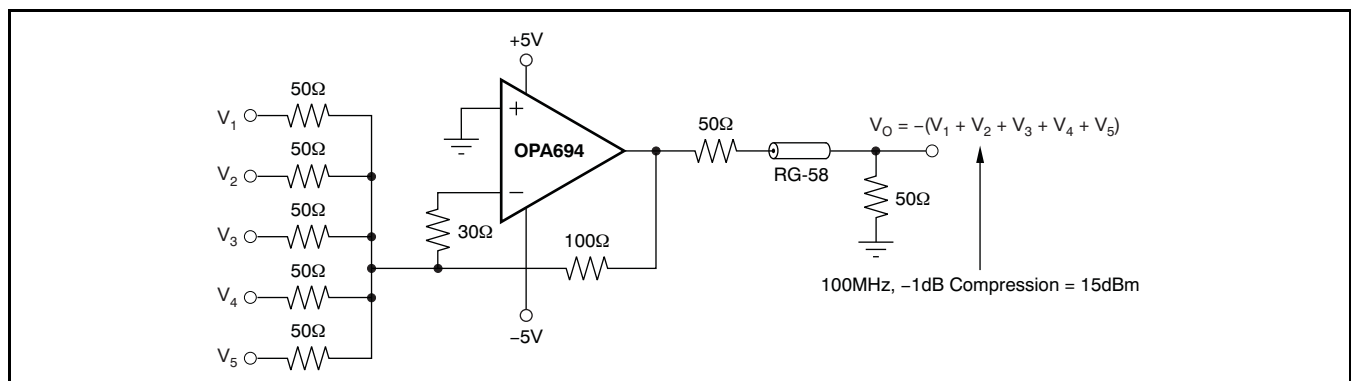 +5V
50Ω
V1
50Ω
V2
50Ω
V3
50Ω
V4
50Ω
V5
+
OPA694
−
30Ω
100Ω
−5V
50Ω
RG-58
VO = −(V1 + V2 + V3 + V4 + V5)
50Ω
100MHz, −1dB Compression = 15dBm